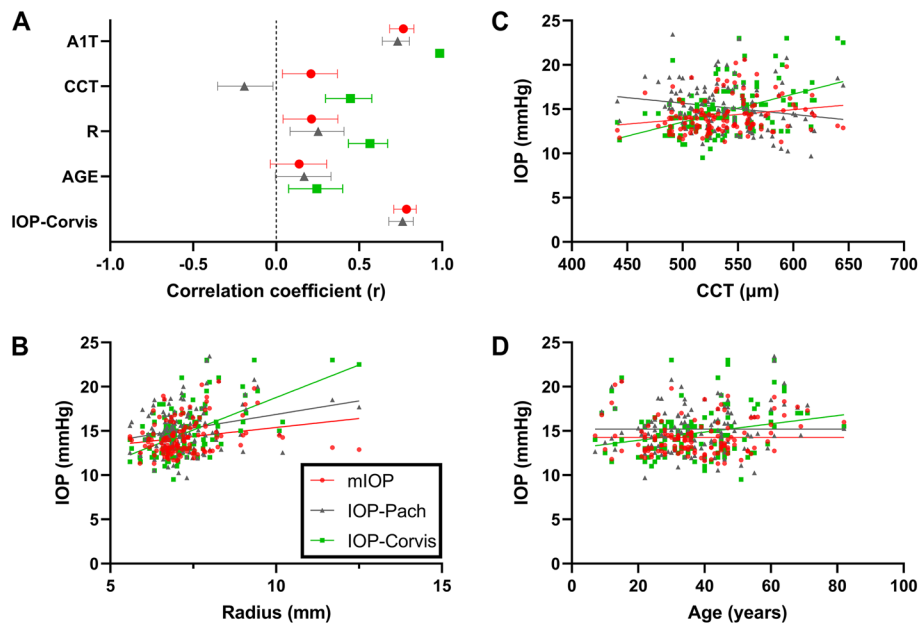 A
A1T
CCT
R
AGE
IOP-Corvis
-1.0 -0.5 0.0 0.5 1.0
Correlation coefficient (r)
C
25
20
15
10
5
0
IOP (mmHg)
400 450 500 550 600 650 700
CCT (µm)
B
25
20
15
10
5
0
IOP (mmHg)
mIOP
IOP-Pach
IOP-Corvis
5 10 15
Radius (mm)
D
25
20
15
10
5
0
IOP (mmHg)
0 20 40 60 80 100
Age (years)